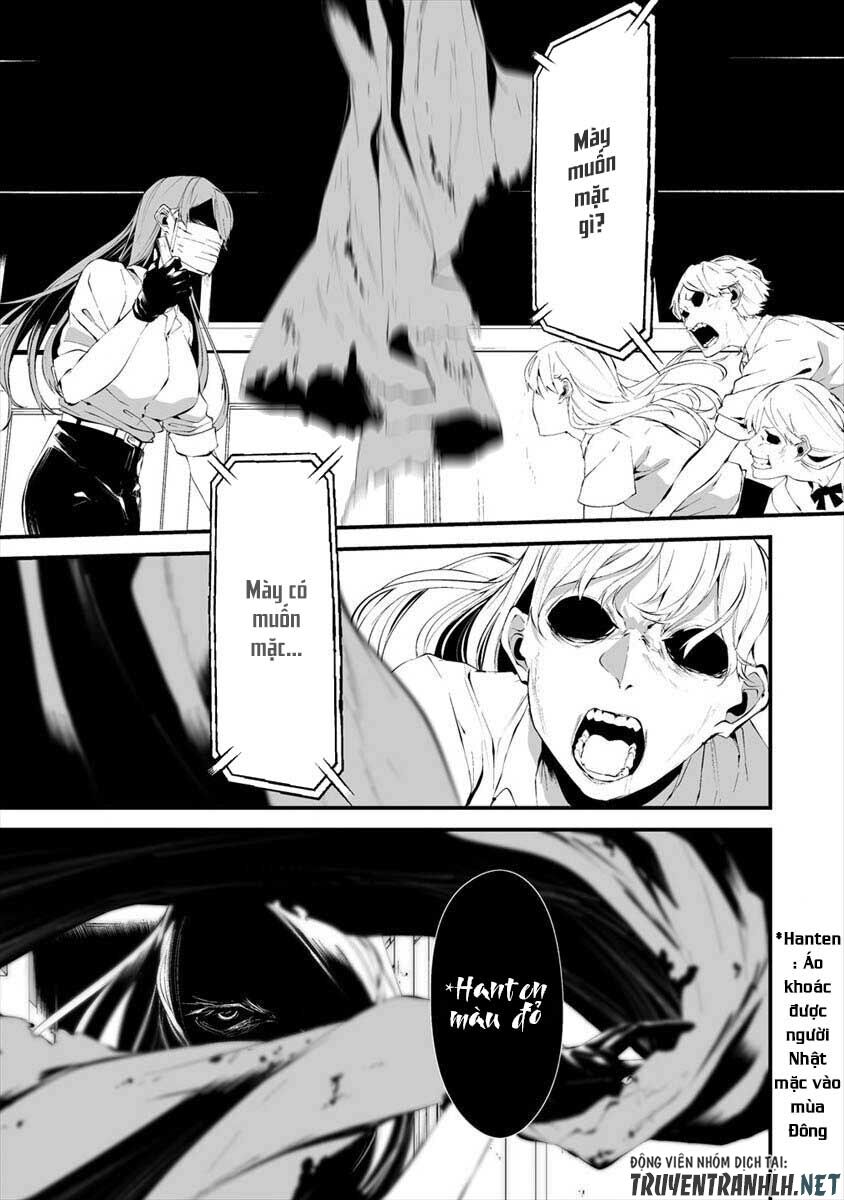 Mày
muốn
mặc
gì?
Mày có
muốn
mặc...
*Hanten
màu đỏ
*Hanten
: Áo
khoác
được
người
Nhật
mặc vào
mùa
Đông
ĐỘNG VIÊN NHÓM DỊCH TẠI:
TRUYENTRANHLH.NET